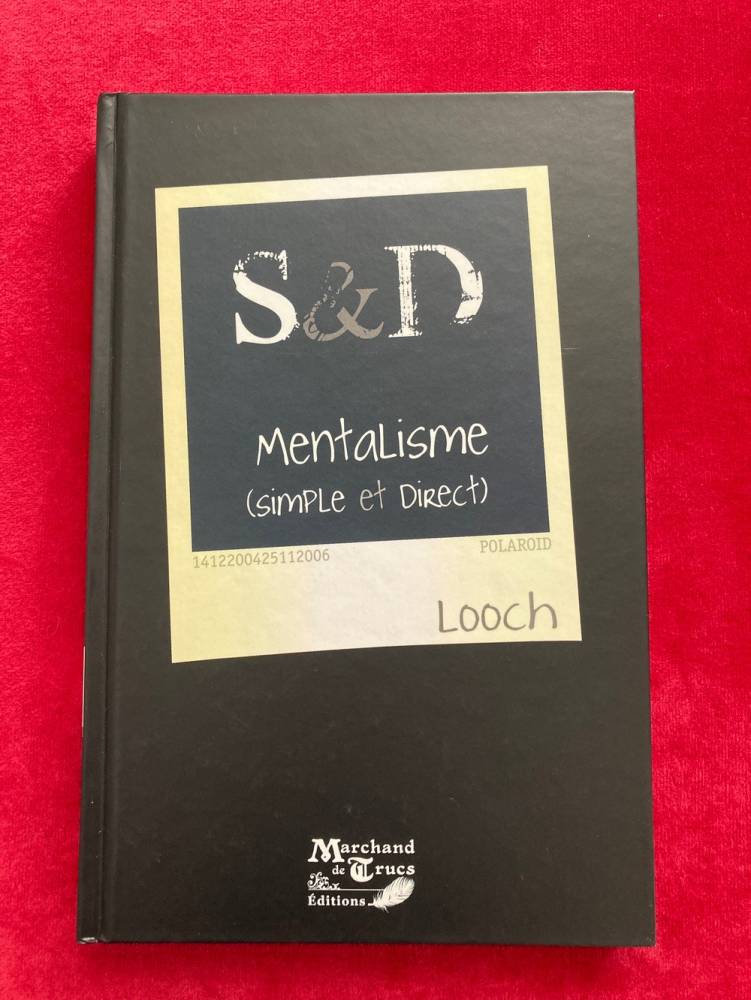 S&D
Mentalisme
(simple et Direct)
1412200425112006 POLAROID
Looch
Marchand
de Trucs
Éditions